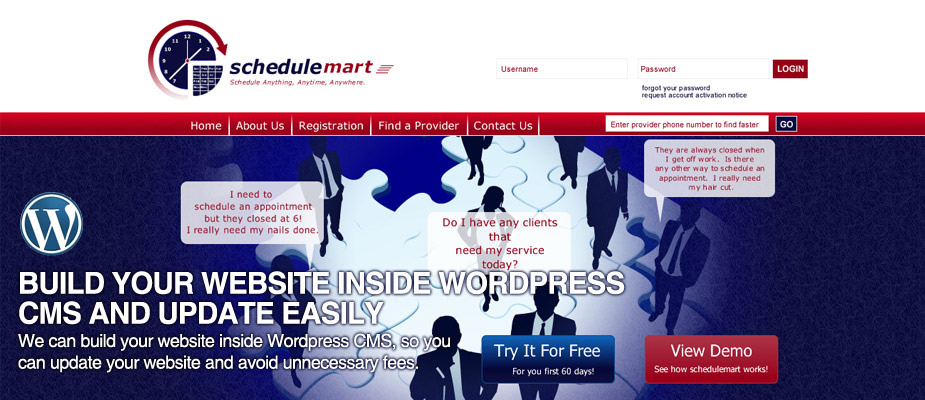 12
1
2
3
schedulemart
Schedule Anything, Anytime, Anywhere.
Username
Password
LOGIN
forgot your password
request account activation notice
Home
About Us
Registration
Find a Provider
Contact Us
Enter provider phone number to find faster
GO
They are always closed when
I get off work. Is there
any other way to schedule an
appointment. I really need
my hair cut.
I need to
schedule an appointment
but they closed at 6!
I really need my nails done.
Do I have any clients
that
need my service
today?
W
BUILD YOUR WEBSITE INSIDE WORDPRESS
CMS AND UPDATE EASILY
We can build your website inside Wordpress CMS, so you
can update your website and avoid unnecessary fees.
Try It For Free
For you first 60 days!
View Demo
See how schedulemart works!